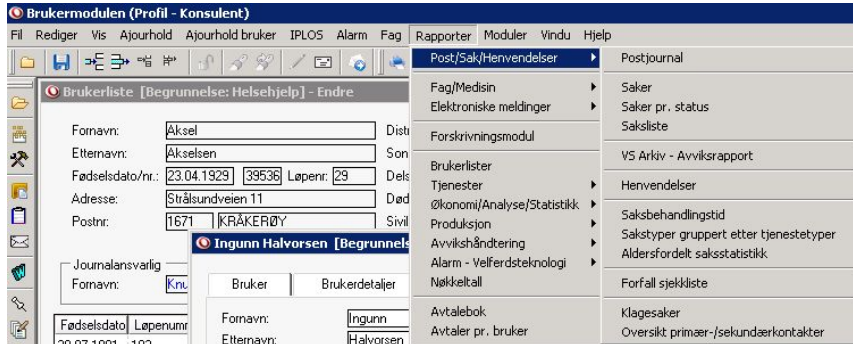 Brukermodulen (Profil - Konsulent)
Fil Rediger Vis Ajourhold Ajourhold bruker IPLOS Alarm Fag Rapporter Moduler Vindu Hjelp
Brukerliste [Begrunnelse: Helsehjelp] - Endre
Fornavn: Aksel
Etternavn: Akselsen
Fødselsdato/nr.: 23.04.1929 39536 Løpenr: 29
Adresse: Strålsundveien 11
Postnr: 1671 KRÅKERØY
Journalansvarlig
Fornavn:
Fødselsdato
Ingunn Halvorsen
Bruker Brukerdetaljer
Fornavn: Ingunn
Etternavn: Halvorsen
Post/Sak/Henvendelser
Fag/Medisin
Elektroniske meldinger
Forskrivningsmodul
Brukerlister
Tjenester
Økonomi/Analyse/Statistikk
Produksjon
Avvikshåndtering
Alarm - Velferdsteknologi
Nøkkeltall
Avtalebok
Avtaler pr. bruker
Postjournal
Saker
Saker pr. status
Saksliste
VS Arkiv - Avviksrapport
Henvendelser
Saksbehandlingstid
Sakstyper gruppert etter tjenestetyper
Aldersfordelt saksstatistikk
Forfall sjekkliste
Klagesaker
Oversikt primær-/sekundærkontakter